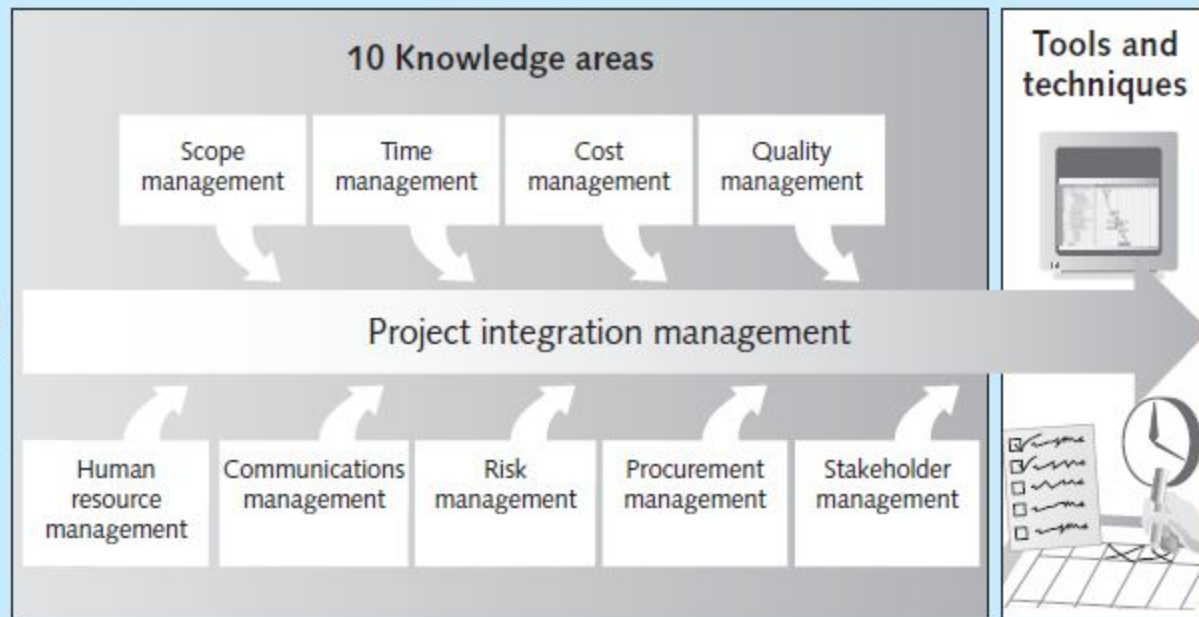 10 Knowledge areas
Scope
management
Time
management
Cost
management
Quality
management
Project integration management
Human
resource
management
Communications
management
Risk
management
Procurement
management
Stakeholder
management
Tools and
techniques